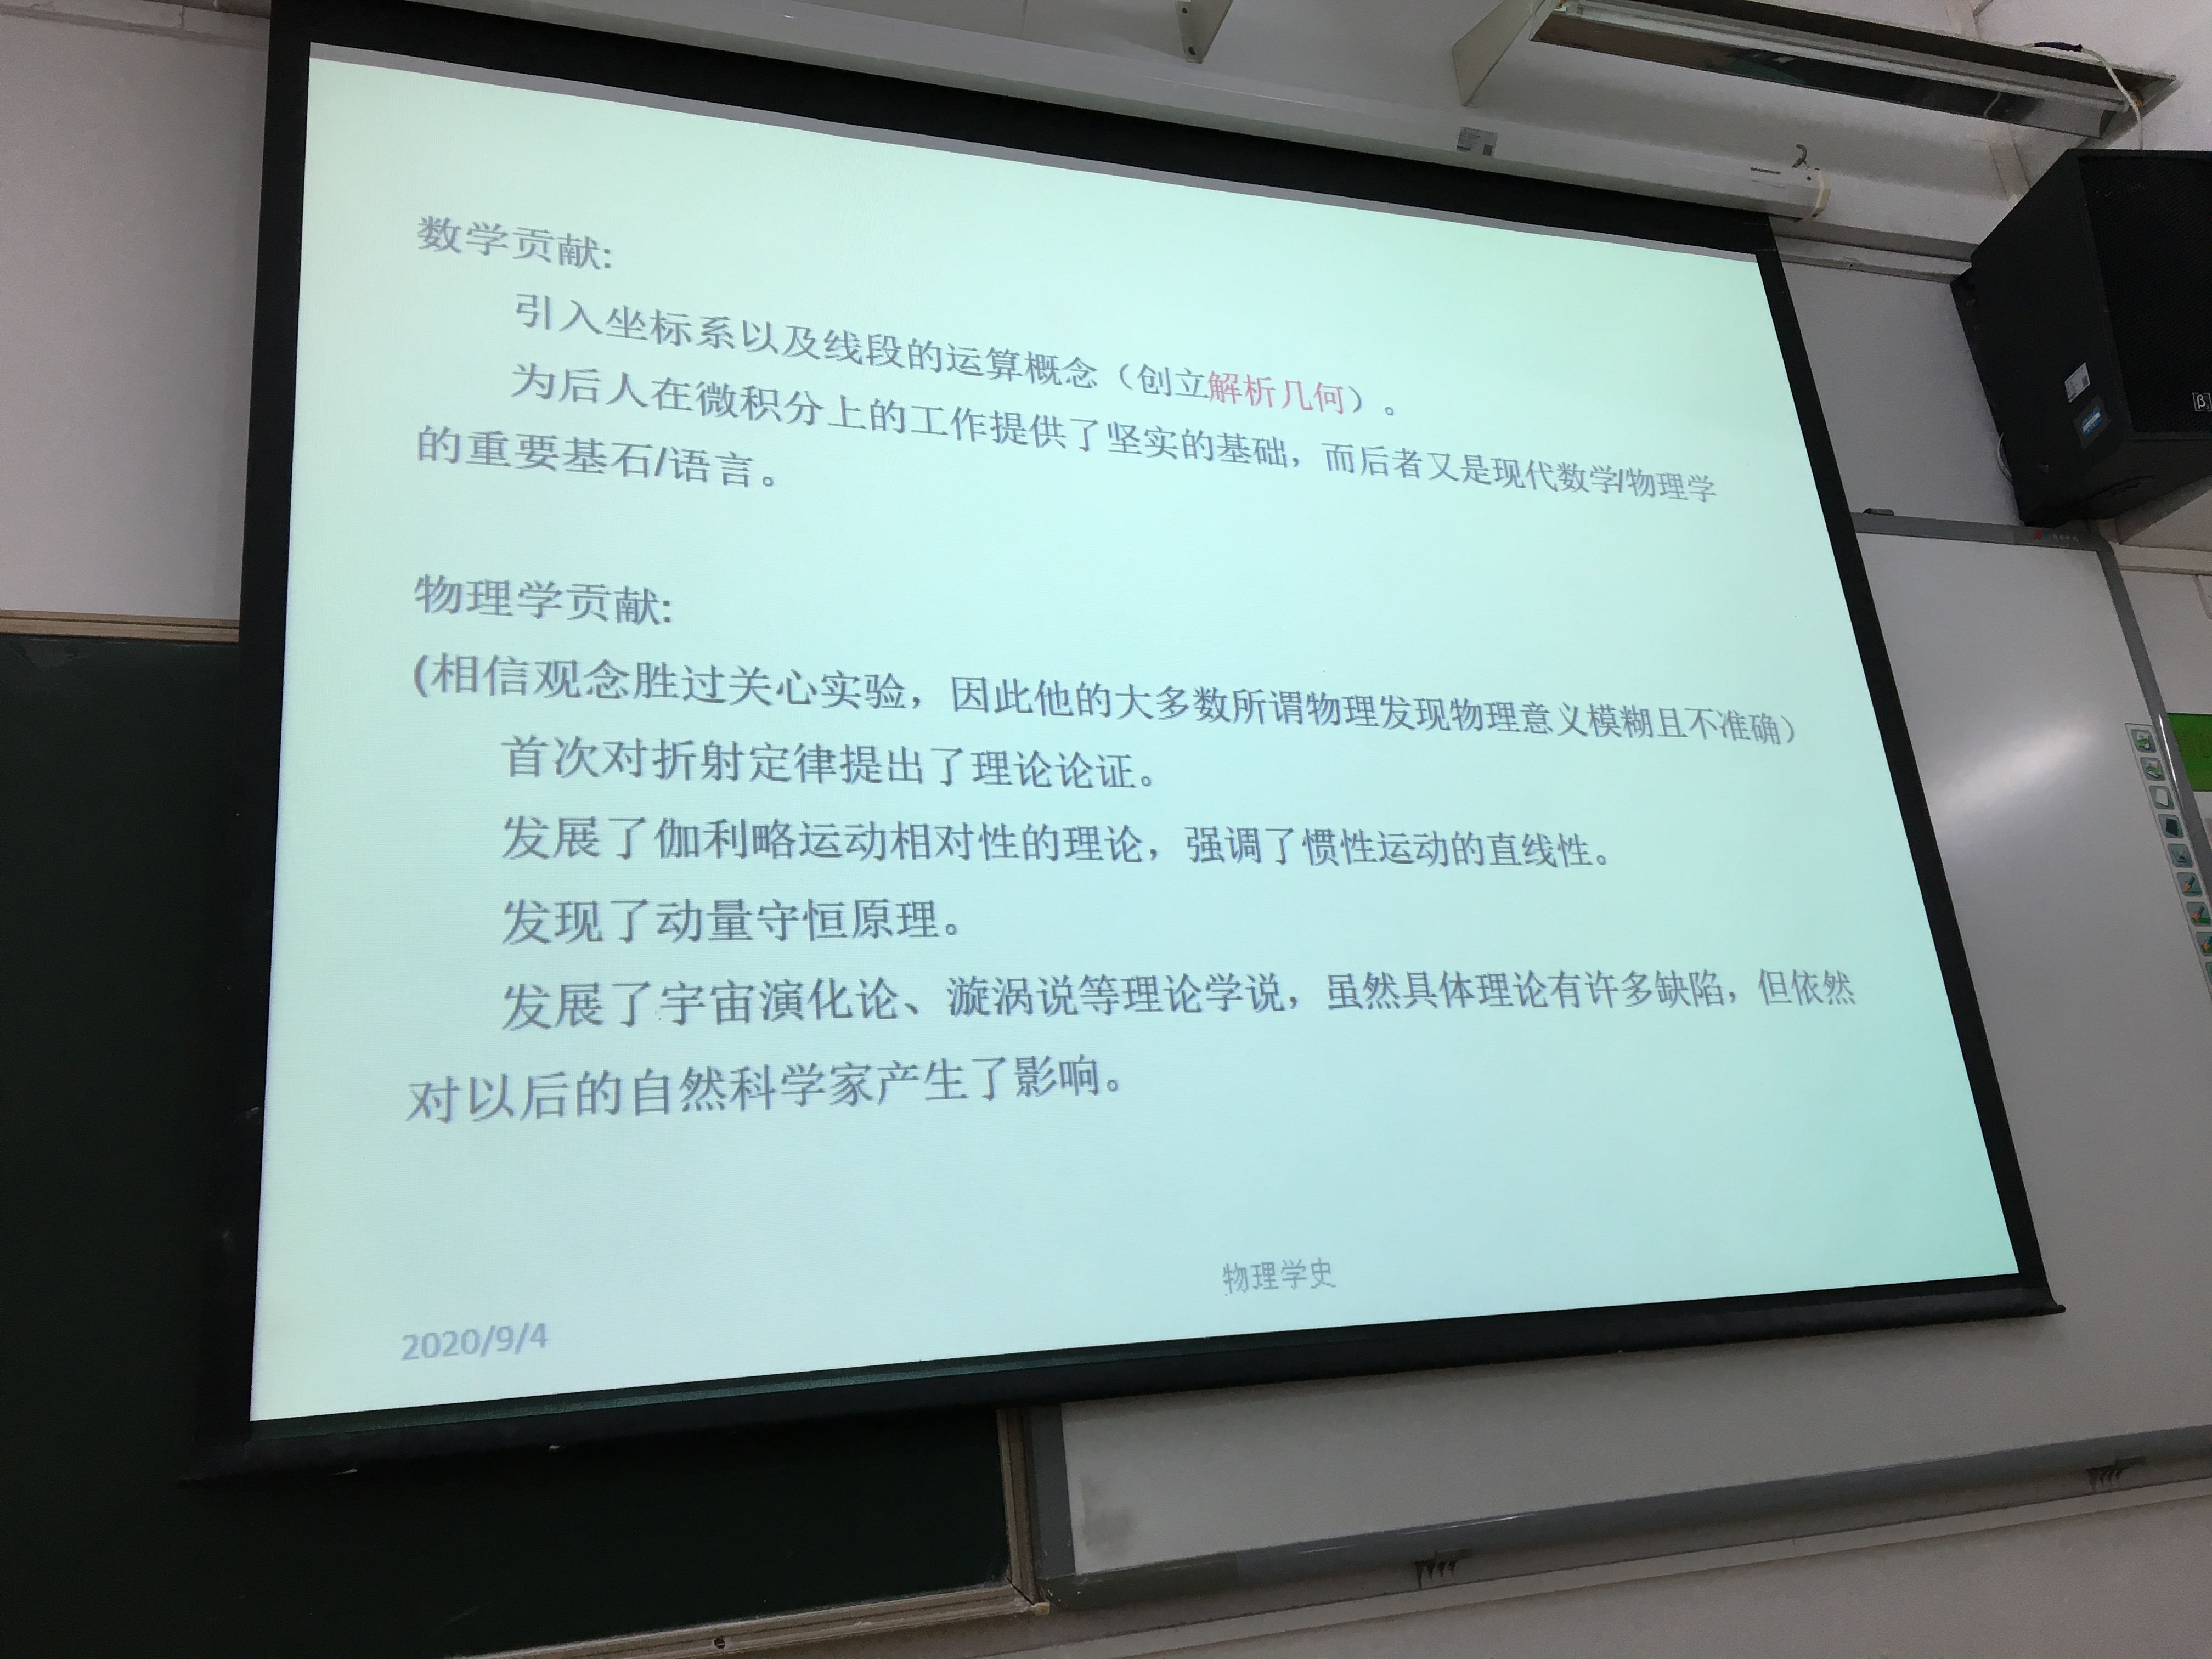 数学贡献:
引入坐标系以及线段的运算概念（创立解析几何）。
为后人在微积分上的工作提供了坚实的基础，而后者又是现代数学/物理学
的重要基石/语言。
物理学贡献:
(相信观念胜过关心实验，因此他的大多数所谓物理发现物理意义模糊且不准确）
首次对折射定律提出了理论论证。
发展了伽利略运动相对性的理论，强调了惯性运动的直线性。
发现了动量守恒原理。
发展了宇宙演化论、漩涡说等理论学说，虽然具体理论有许多缺陷，但依然
对以后的自然科学家产生了影响。
物理学史
2020/9/4